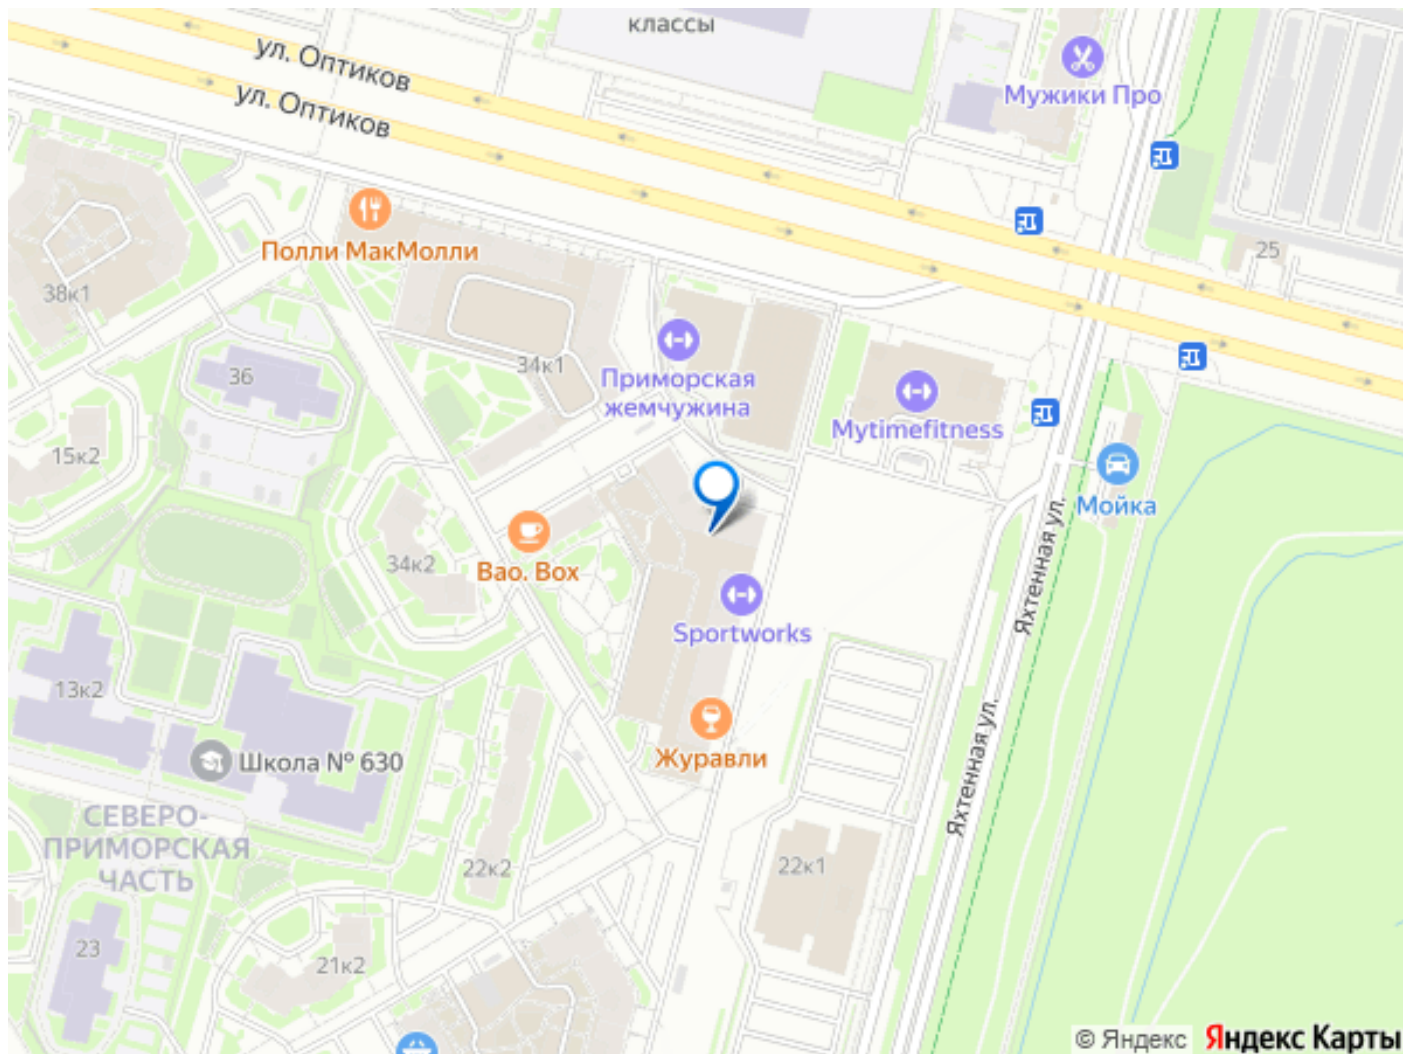 классы
ул. Оптиков
ул. Оптиков
Мужики Про
Полли МакМолли
25
38к1
34к1
36
Приморская
жемчужина
Mytimefitness
15к2
Мойка
Bao. Box
34к2
Sportworks
Яхтенная ул.
13к2
Школа № 630
Журавли
Яхтенная ул.
СЕВЕРО-
ПРИМОРСКАЯ
ЧАСТЬ
22к2
22к1
23
21к2
© Яндекс Яндекс Карты